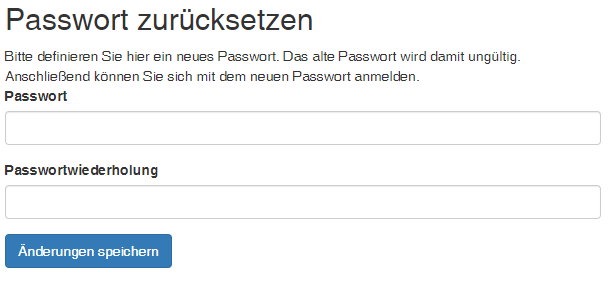 Passwort zurücksetzen
Bitte definieren Sie hier ein neues Passwort. Das alte Passwort wird damit ungültig.
Anschließend können Sie sich mit dem neuen Passwort anmelden.
Passwort
Passwortwiederholung
Änderungen speichern